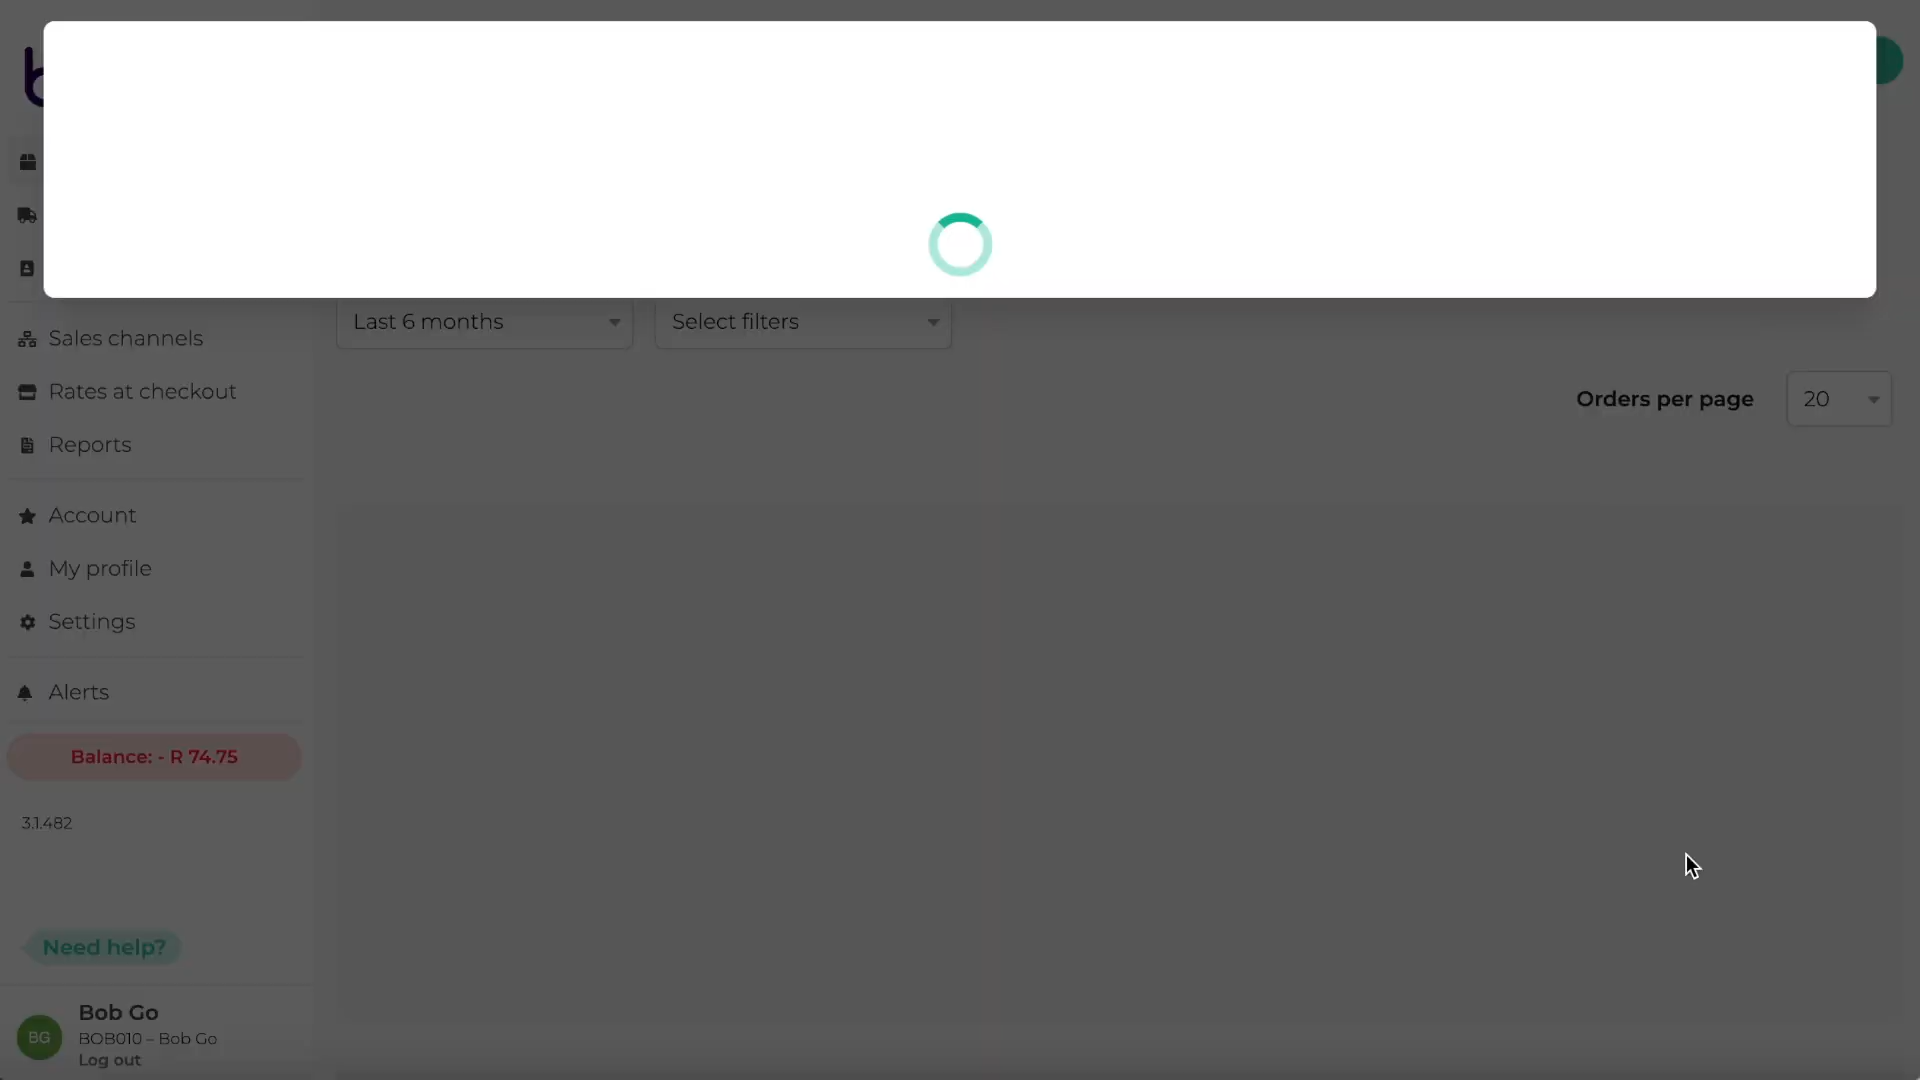 Last 6 months
Select filters
Sales channels
Rates at checkout
Orders per page
20
Reports
Account
My profile
Settings
Alerts
Balance: - R 74.75
3.1.482
Need help?
BG
Bob Go
BOB010 – Bob Go
Log out